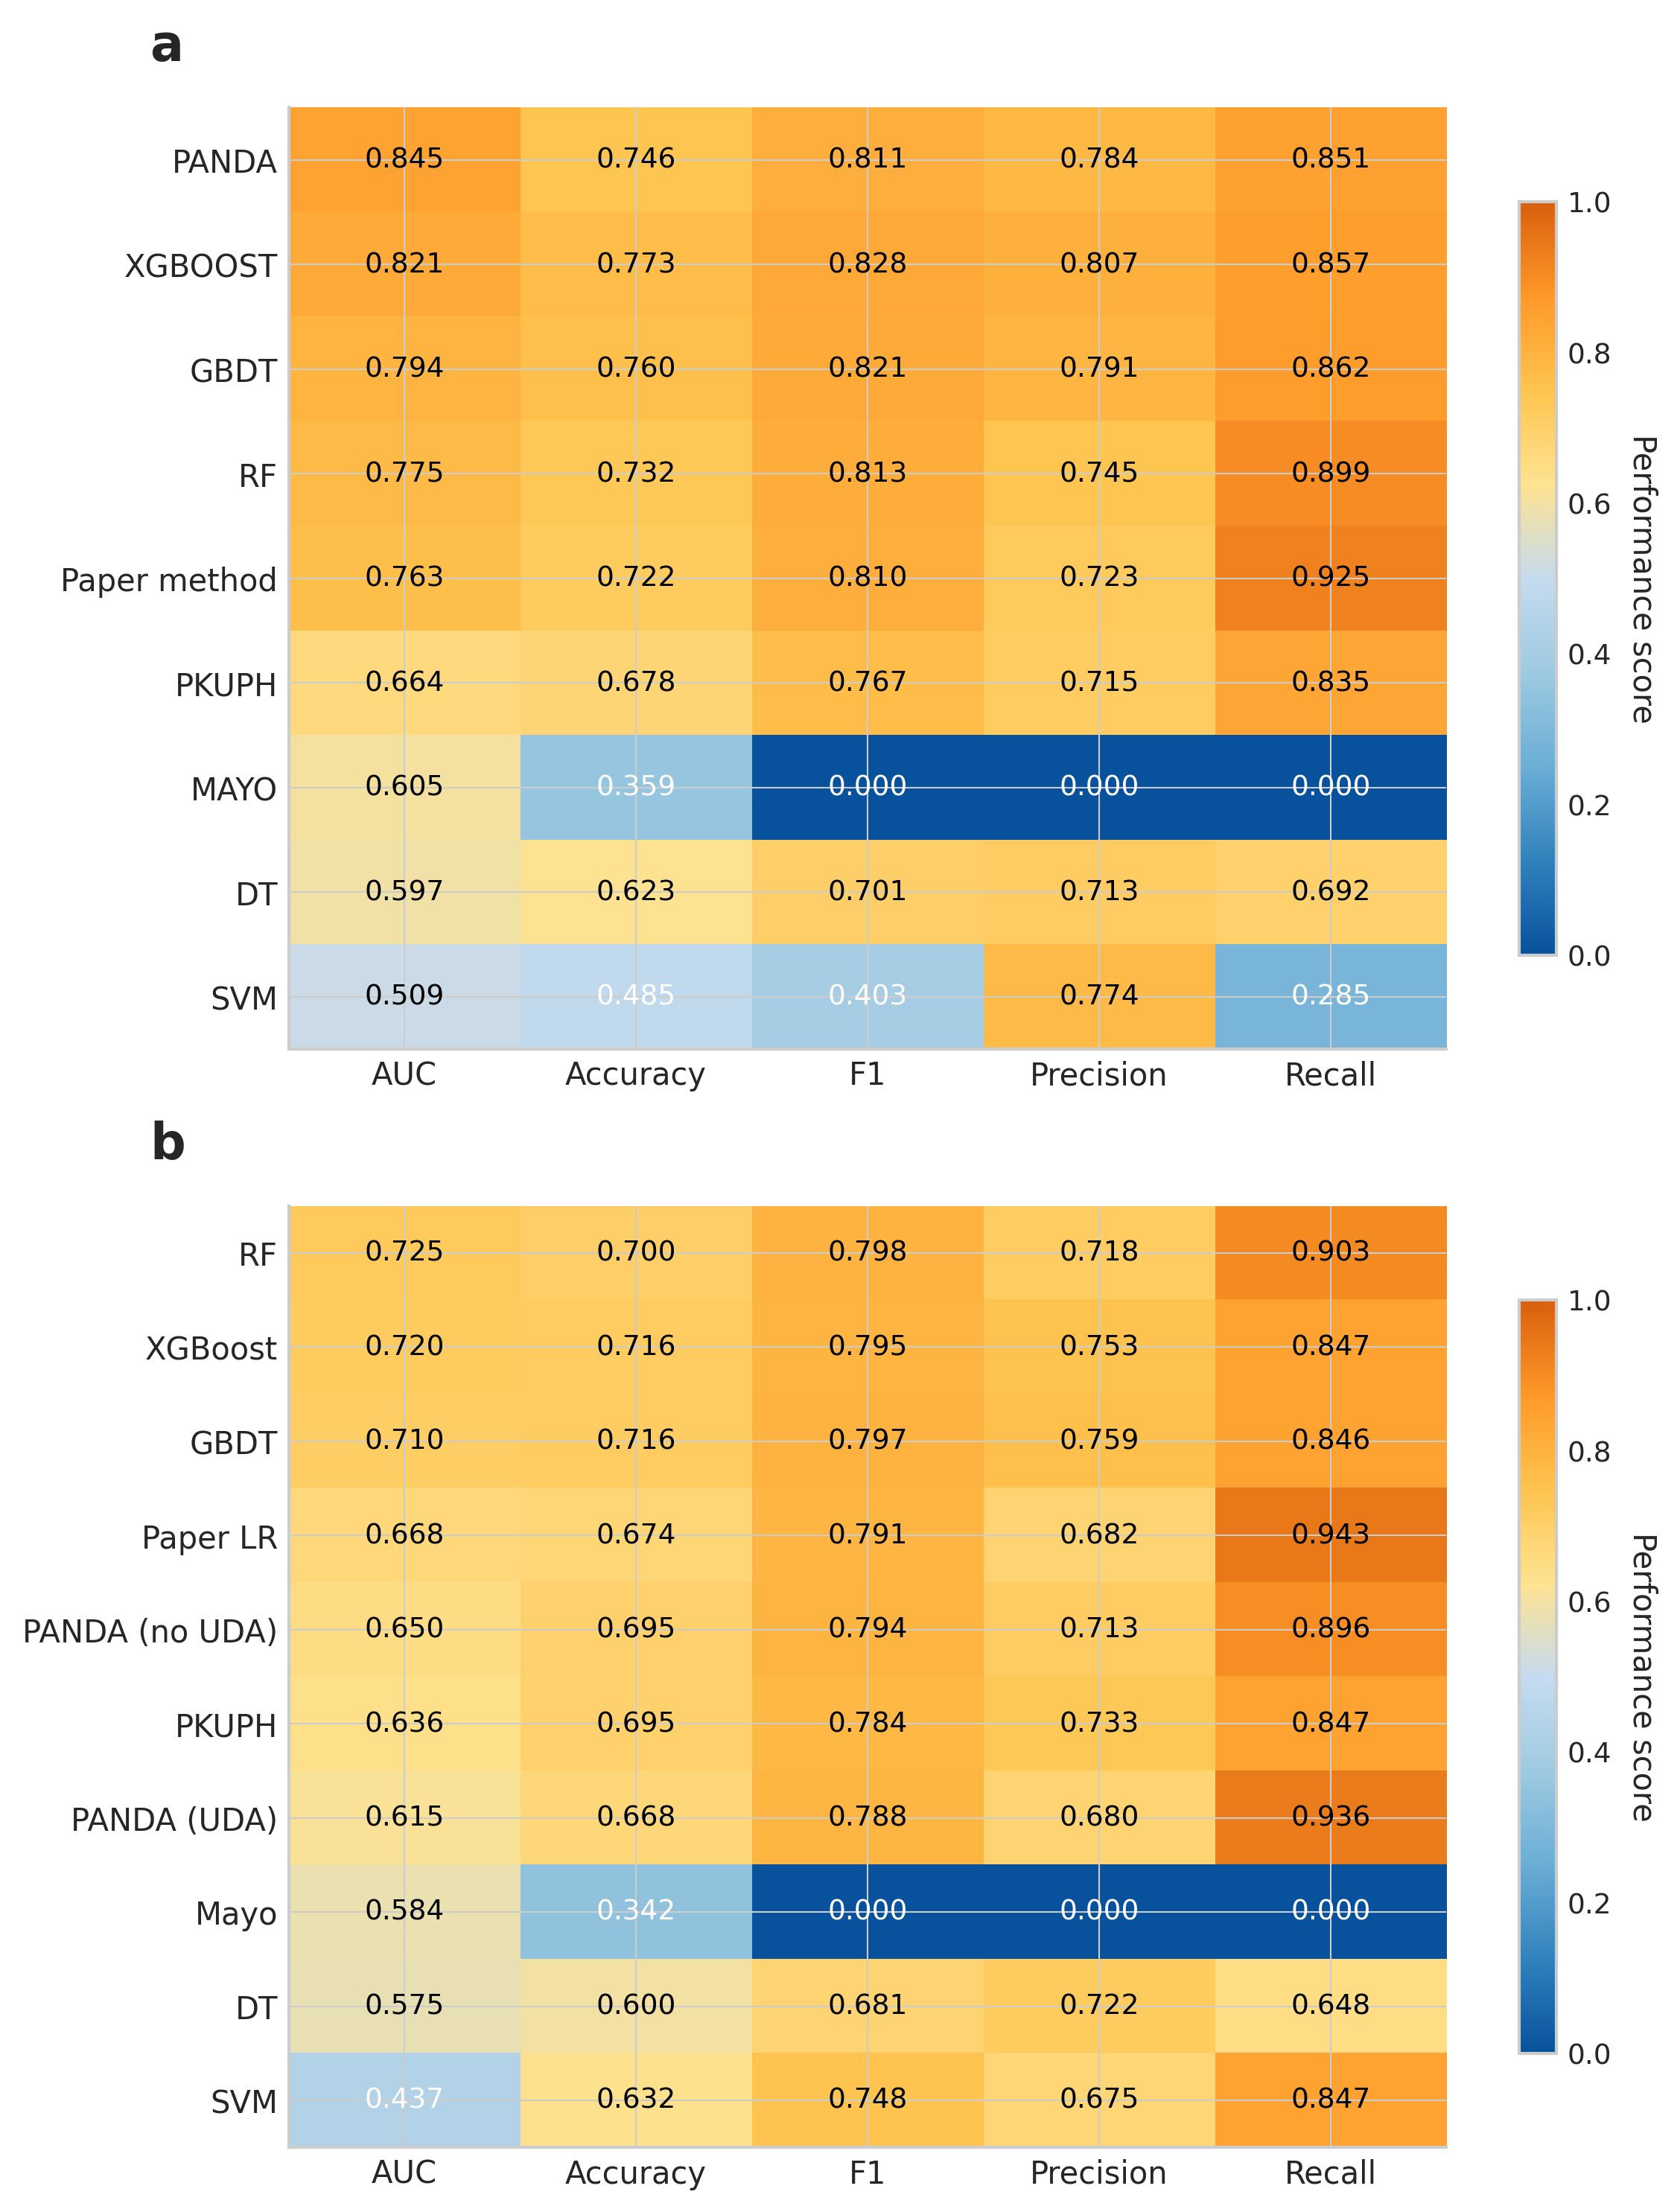 a
PANDA 0.845 0.746 0.811 0.784 0.851
XGBOOST 0.821 0.773 0.828 0.807 0.857
GBDT 0.794 0.760 0.821 0.791 0.862
RF 0.775 0.732 0.813 0.745 0.899
Paper method 0.763 0.722 0.810 0.723 0.925
PKUPH 0.664 0.678 0.767 0.715 0.835
MAYO 0.605 0.359 0.000 0.000 0.000
DT 0.597 0.623 0.701 0.713 0.692
SVM 0.509 0.485 0.403 0.774 0.285
AUC Accuracy F1 Precision Recall
1.0
0.8
0.6
0.4
0.2
0.0
Performance score
b
RF 0.725 0.700 0.798 0.718 0.903
XGBoost 0.720 0.716 0.795 0.753 0.847
GBDT 0.710 0.716 0.797 0.759 0.846
Paper LR 0.668 0.674 0.791 0.682 0.943
PANDA (no UDA) 0.650 0.695 0.794 0.713 0.896
PKUPH 0.636 0.695 0.784 0.733 0.847
PANDA (UDA) 0.615 0.668 0.788 0.680 0.936
Mayo 0.584 0.342 0.000 0.000 0.000
DT 0.575 0.600 0.681 0.722 0.648
SVM 0.437 0.632 0.748 0.675 0.847
AUC Accuracy F1 Precision Recall
1.0
0.8
0.6
0.4
0.2
0.0
Performance score